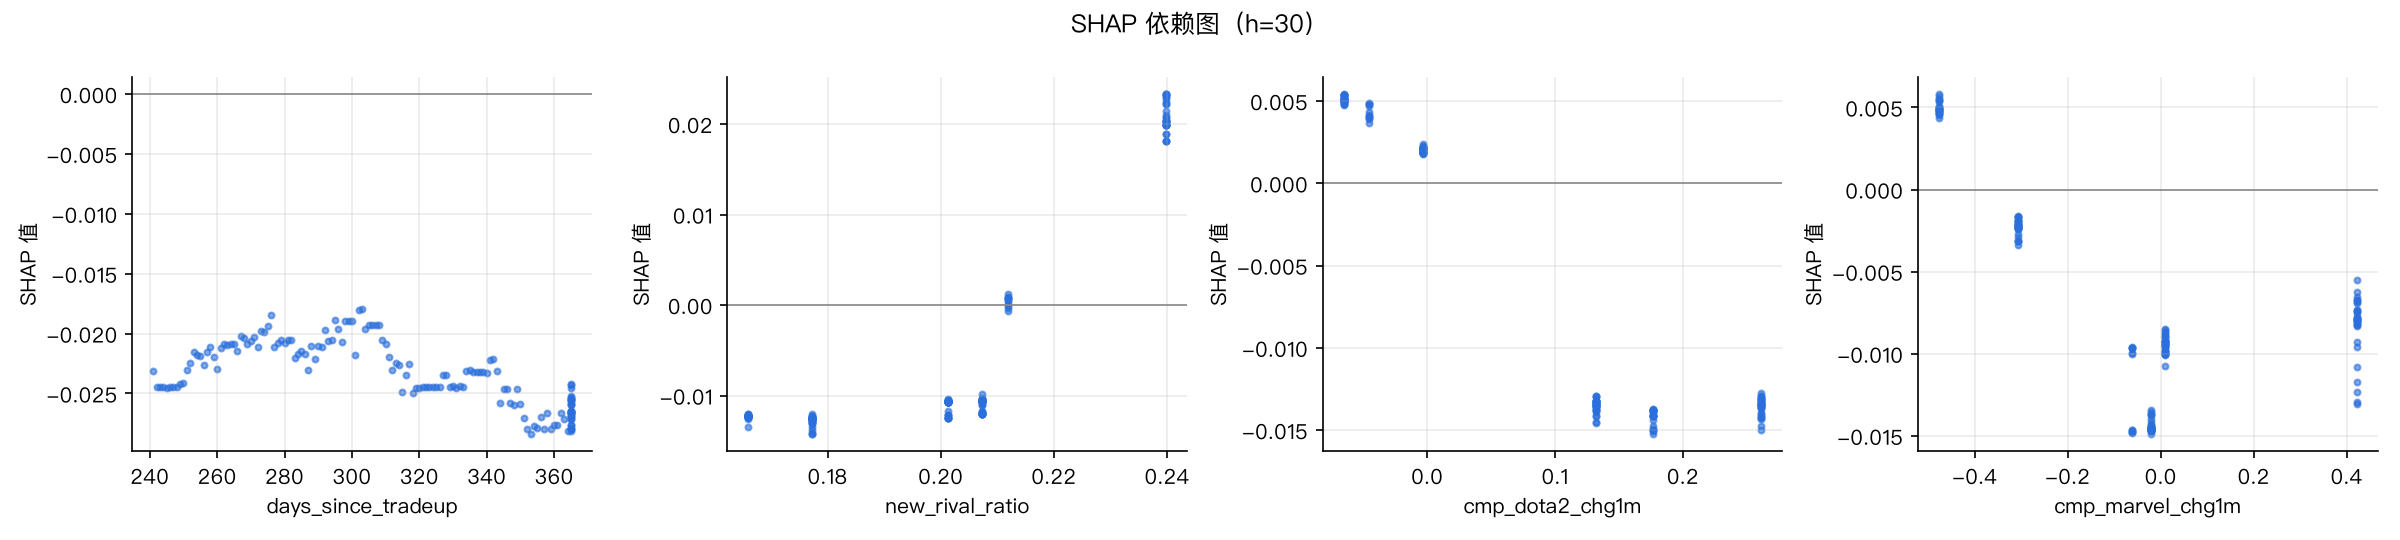 SHAP 依赖图（h=30）
SHAP 值
0.000
−0.005
−0.010
−0.015
−0.020
−0.025
240 260 280 300 320 340 360
days_since_tradeup
SHAP 值
0.02
0.01
0.00
−0.01
0.18 0.20 0.22 0.24
new_rival_ratio
SHAP 值
0.005
0.000
−0.005
−0.010
−0.015
0.0 0.1 0.2
cmp_dota2_chg1m
SHAP 值
0.005
0.000
−0.005
−0.010
−0.015
−0.4 −0.2 0.0 0.2 0.4
cmp_marvel_chg1m